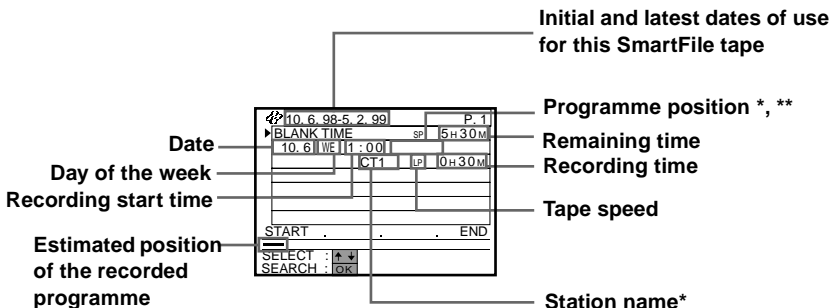 Initial and latest dates of use
for this SmartFile tape
Programme position *, **
Remaining time
Recording time
Tape speed
Station name*
Date
Day of the week
Recording start time
Estimated position
of the recorded
programme
10. 6. 98-5. 2. 99 P. 1
BLANK TIME SP 5H30M
10. 6 WE 1 : 00
CT1 LP 0H30M
START . . . END
SELECT :
SEARCH : OK